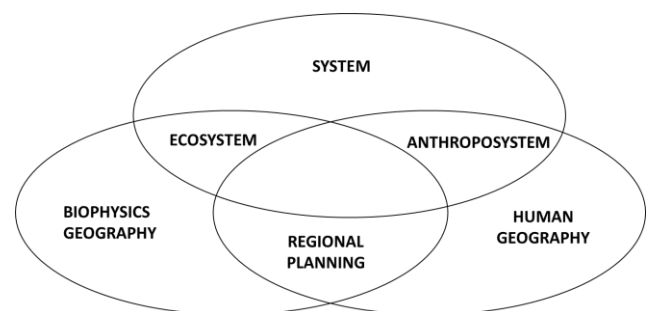 SYSTEM
ECOSYSTEM
ANTHROPOSYSTEM
BIOPHYSICS
GEOGRAPHY
HUMAN
GEOGRAPHY
REGIONAL
PLANNING